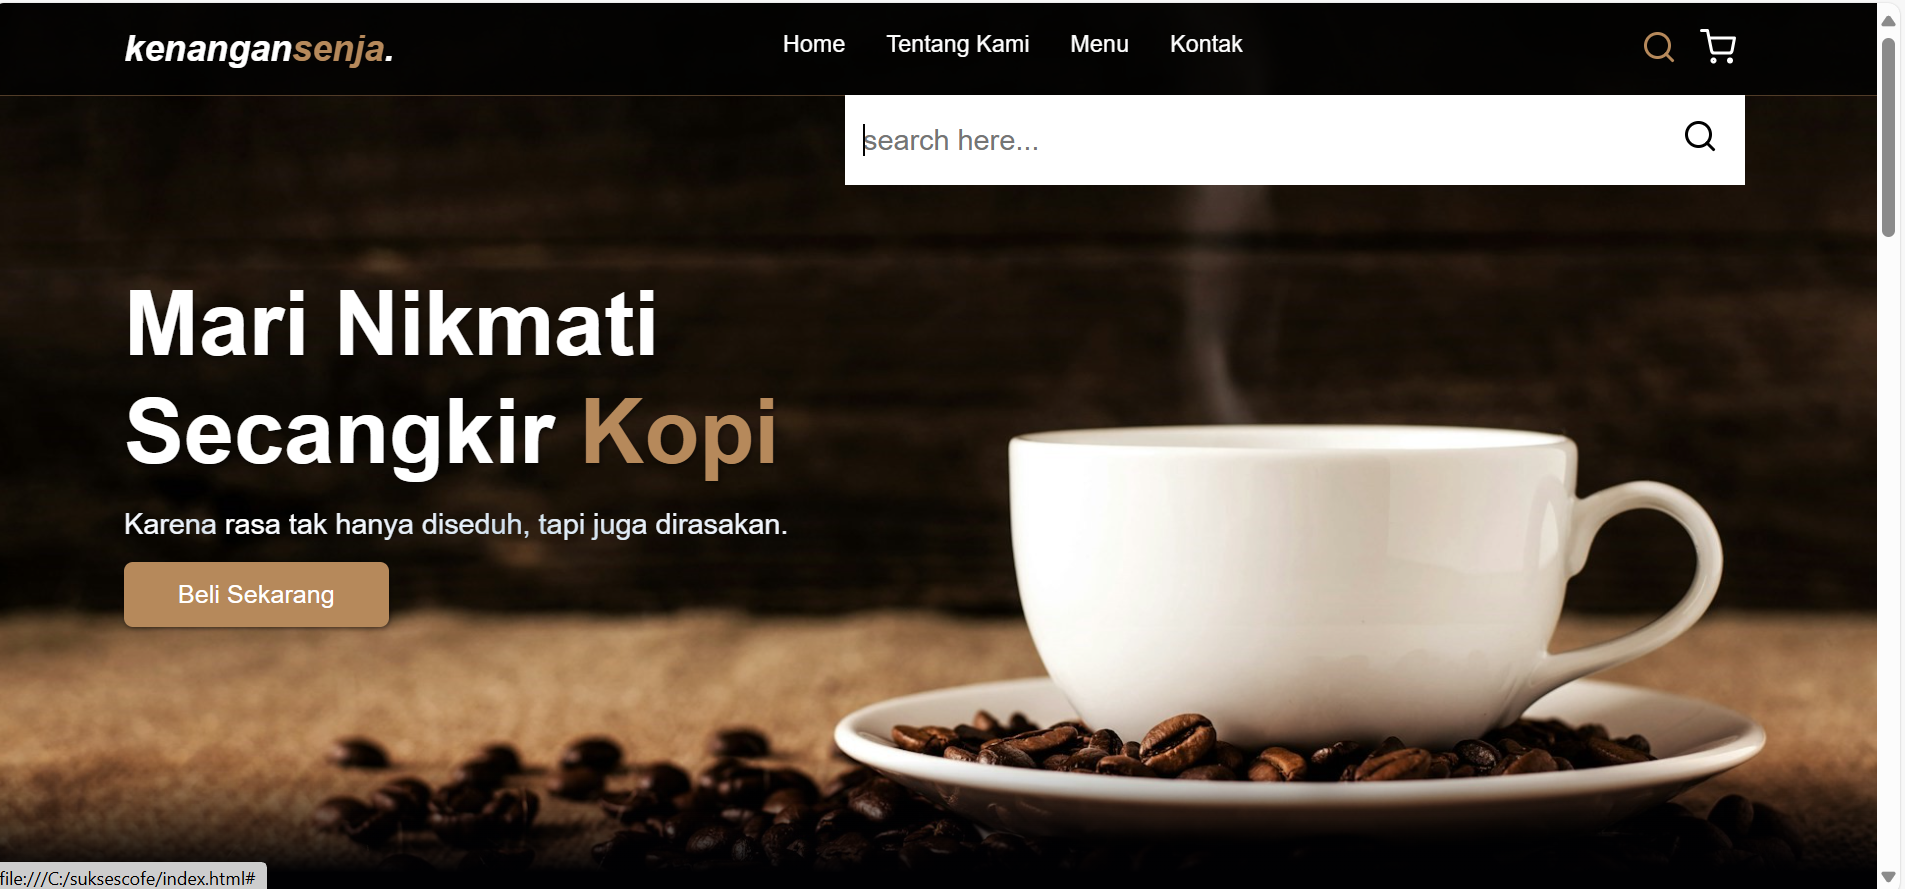 kenangansenja.
Home Tentang Kami Menu Kontak
search here...
Mari Nikmati
Secangkir Kopi
Karena rasa tak hanya diseduh, tapi juga dirasakan.
Beli Sekarang
file:///C:/suksescofe/index.html#